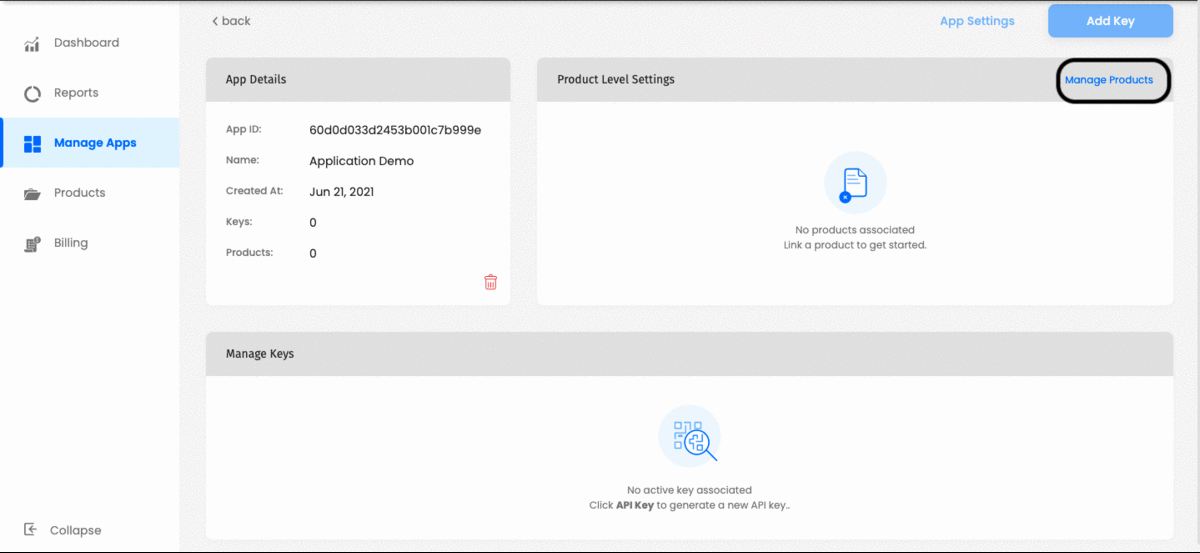 back
App Settings
Add Key
Dashboard
Reports
Manage Apps
Products
Billing
Collapse
App Details
App ID: 60d0d033d2453b001c7b999e
Name: Application Demo
Created At: Jun 21, 2021
Keys: 0
Products: 0
Product Level Settings
Manage Products
No products associated
Link a product to get started.
Manage Keys
No active key associated
Click API Key to generate a new API key..